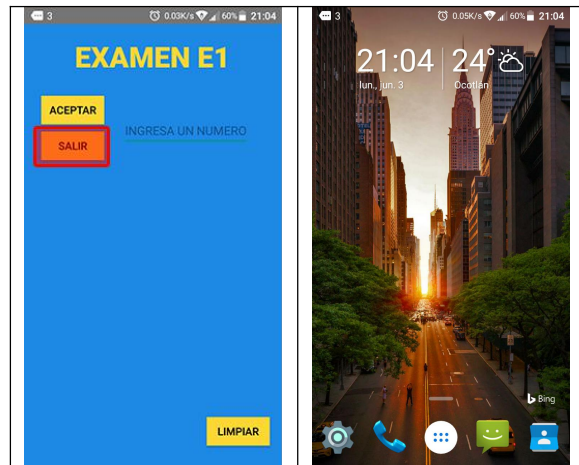 3 0.03K/s 60% 21:04
EXAMEN E1
ACEPTAR
INGRESA UN NUMERO
SALIR
LIMPIAR
3 0.05K/s 60% 21:04
21:04 24°
lun., jun. 3 Ocotlán
Bing